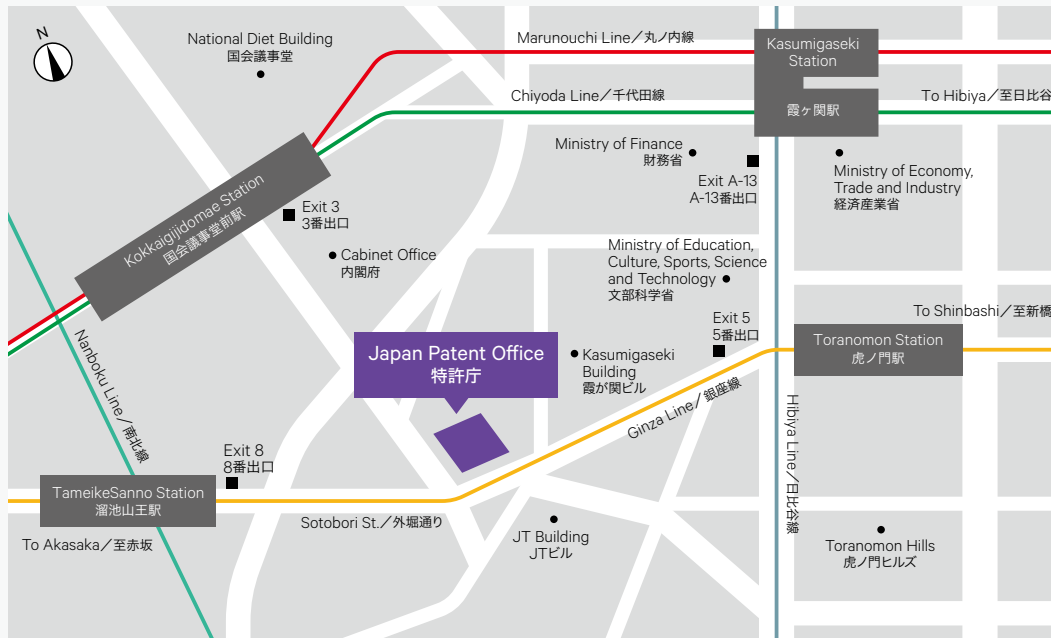 N
National Diet Building
国会議事堂
Marunouchi Line／丸ノ内線
Kasumigaseki
Station
霞ヶ関駅
Chiyoda Line／千代田線
To Hibiya／至日比谷
Ministry of Finance
財務省
Exit A-13
A-13番出口
Ministry of Economy,
Trade and Industry
経済産業省
Kokkaigijidomae Station
国会議事堂前駅
Exit 3
3番出口
Cabinet Office
内閣府
Ministry of Education,
Culture, Sports, Science
and Technology
文部科学省
Exit 5
5番出口
To Shinbashi／至新橋
Toranomon Station
虎ノ門駅
Japan Patent Office
特許庁
Kasumigaseki
Building
霞が関ビル
Nanboku Line／南北線
Ginza Line／銀座線
Hibiya Line／日比谷線
Exit 8
8番出口
TameikeSanno Station
溜池山王駅
Sotobori St.／外堀通り
To Akasaka／至赤坂
JT Building
JTビル
Toranomon Hills
虎ノ門ヒルズ